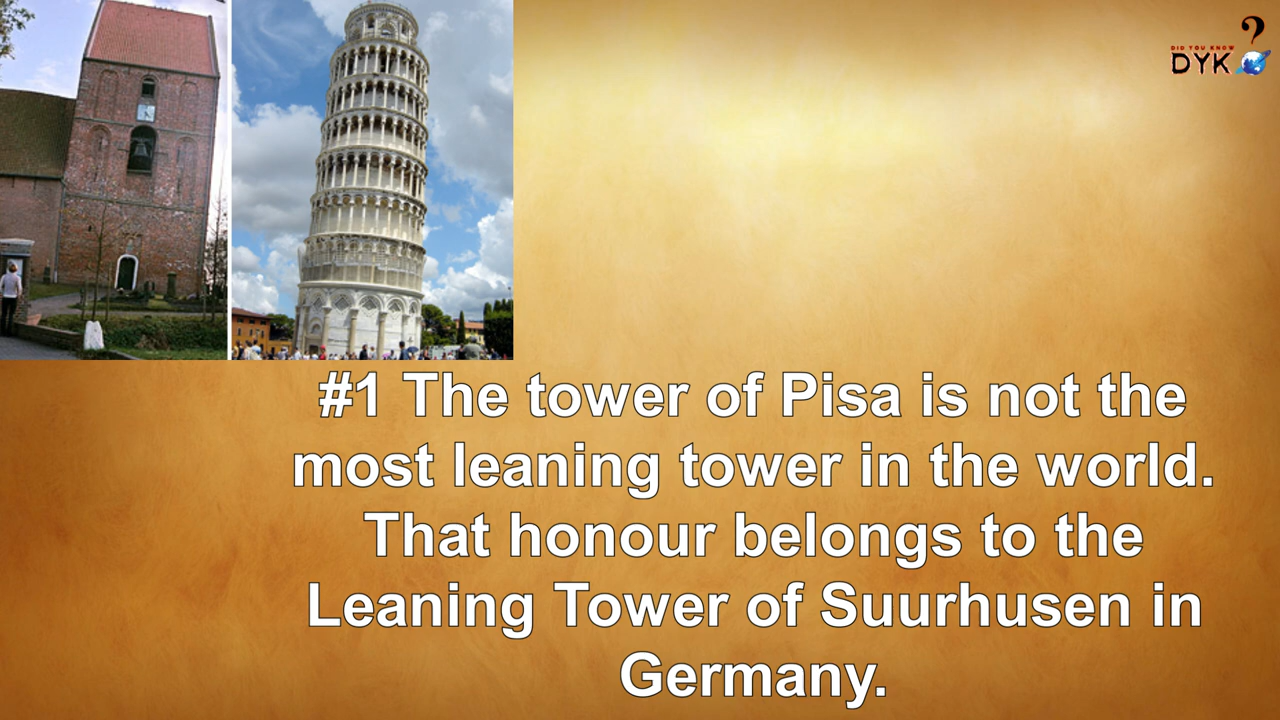 ?
DID YOU KNOW
DYK
#1 The tower of Pisa is not the
most leaning tower in the world.
That honour belongs to the
Leaning Tower of Suurhusen in
Germany.